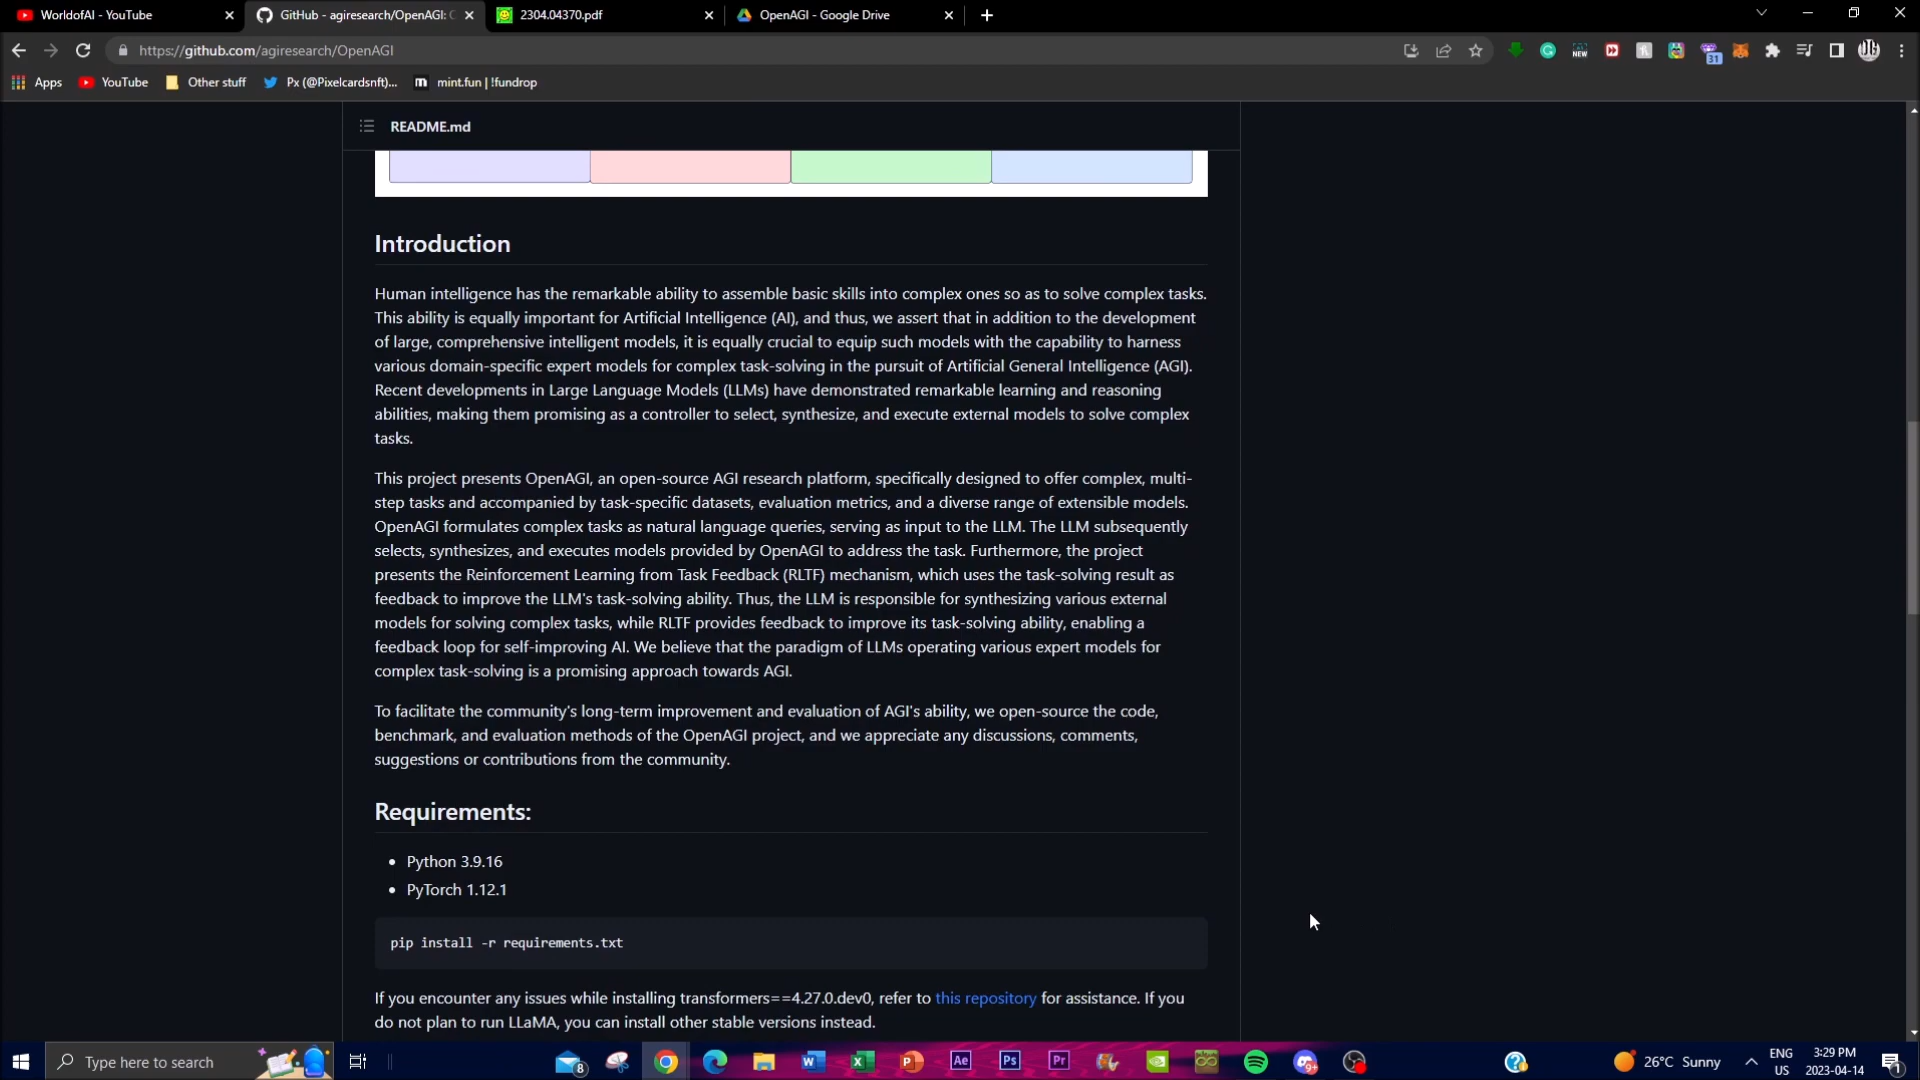 WorldofAI - YouTube
GitHub - agiresearch/OpenAGI: O
2304.04370.pdf
OpenAGI - Google Drive
https://github.com/agiresearch/OpenAGI
31
Apps
YouTube
Other stuff
Px (@Pixelcardsnft)...
m mint.fun | !fundrop
README.md
Introduction
Human intelligence has the remarkable ability to assemble basic skills into complex ones so as to solve complex tasks.
This ability is equally important for Artificial Intelligence (AI), and thus, we assert that in addition to the development
of large, comprehensive intelligent models, it is equally crucial to equip such models with the capability to harness
various domain-specific expert models for complex task-solving in the pursuit of Artificial General Intelligence (AGI).
Recent developments in Large Language Models (LLMs) have demonstrated remarkable learning and reasoning
abilities, making them promising as a controller to select, synthesize, and execute external models to solve complex
tasks.
This project presents OpenAGI, an open-source AGI research platform, specifically designed to offer complex, multi-
step tasks and accompanied by task-specific datasets, evaluation metrics, and a diverse range of extensible models.
OpenAGI formulates complex tasks as natural language queries, serving as input to the LLM. The LLM subsequently
selects, synthesizes, and executes models provided by OpenAGI to address the task. Furthermore, the project
presents the Reinforcement Learning from Task Feedback (RLTF) mechanism, which uses the task-solving result as
feedback to improve the LLM's task-solving ability. Thus, the LLM is responsible for synthesizing various external
models for solving complex tasks, while RLTF provides feedback to improve its task-solving ability, enabling a
feedback loop for self-improving AI. We believe that the paradigm of LLMs operating various expert models for
complex task-solving is a promising approach towards AGI.
To facilitate the community's long-term improvement and evaluation of AGI's ability, we open-source the code,
benchmark, and evaluation methods of the OpenAGI project, and we appreciate any discussions, comments,
suggestions or contributions from the community.
Requirements:
Python 3.9.16
PyTorch 1.12.1
pip install -r requirements.txt
If you encounter any issues while installing transformers==4.27.0.dev0, refer to this repository for assistance. If you
do not plan to run LLaMA, you can install other stable versions instead.
Type here to search
8
W
X
P
Ae
Ps
Pr
9+
26°C Sunny
ENG
US
3:29 PM
2023-04-14
1